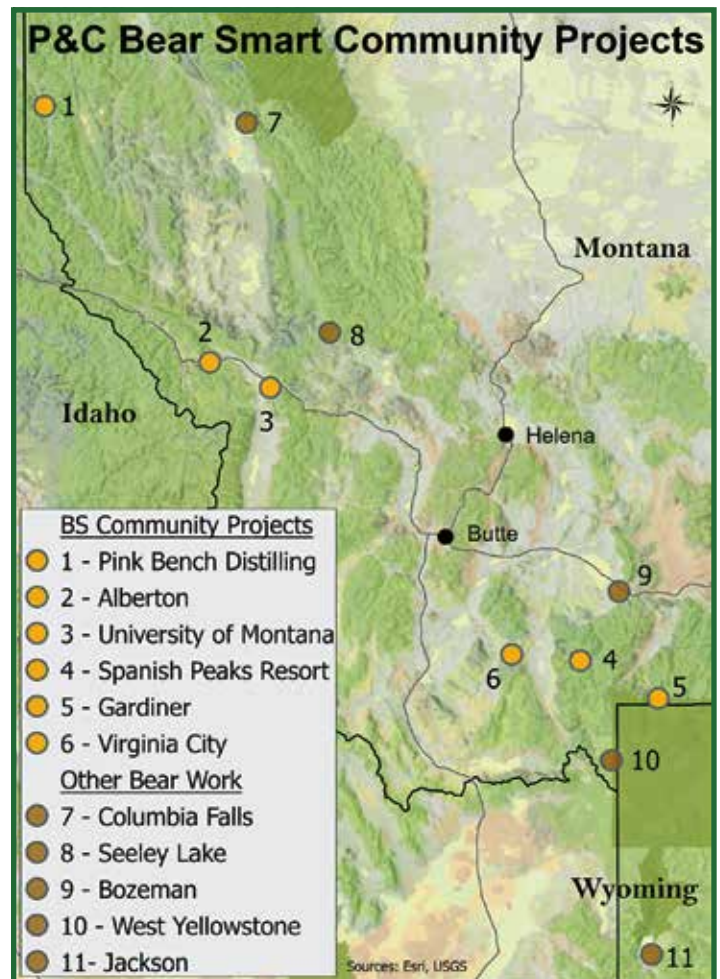 P&C Bear Smart Community Projects
1
7
Montana
2
8
3
Idaho
Helena
Butte
9
6
4
5
10
Wyoming
11
BS Community Projects
1 - Pink Bench Distilling
2 - Alberton
3 - University of Montana
4 - Spanish Peaks Resort
5 - Gardiner
6 - Virginia City
Other Bear Work
7 - Columbia Falls
8 - Seeley Lake
9 - Bozeman
10 - West Yellowstone
11- Jackson
Sources: Esri, USGS